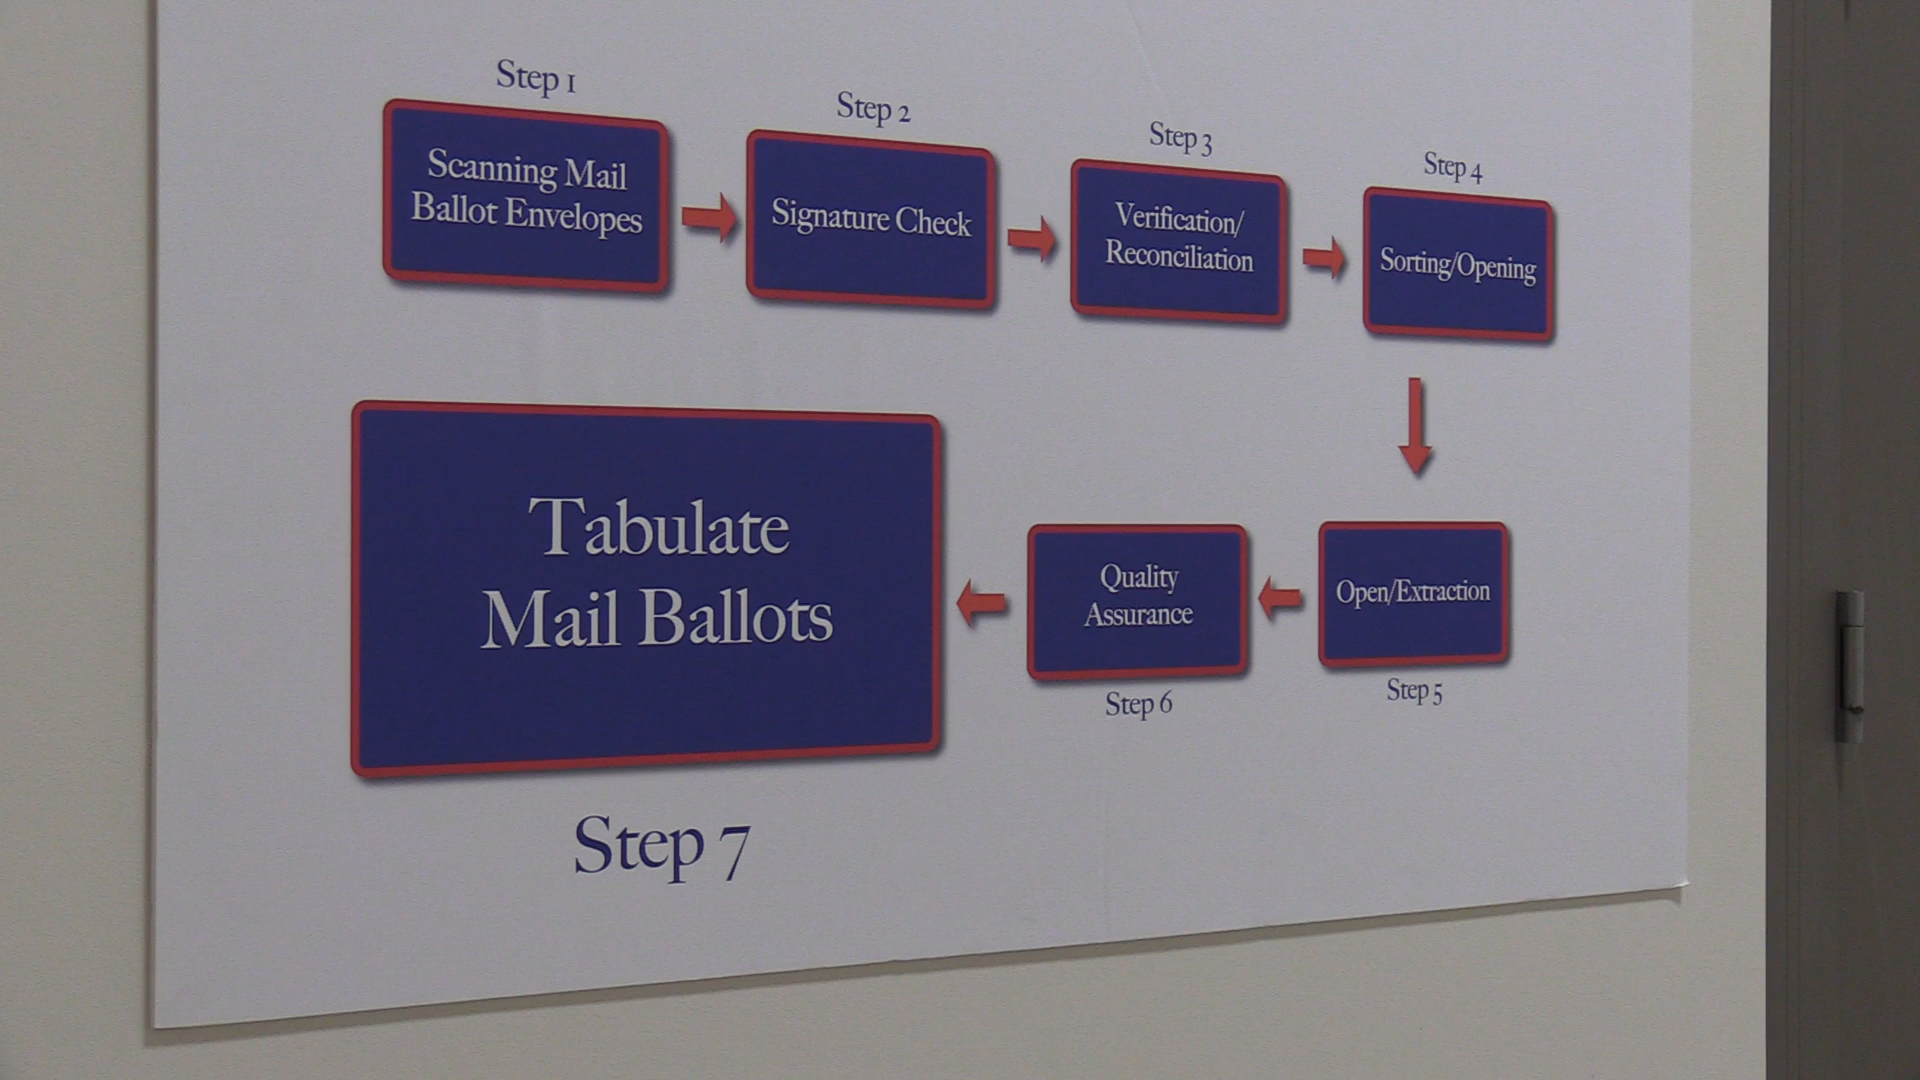 Step 1
Scanning Mail
Ballot Envelopes
Step 2
Signature Check
Step 3
Verification/
Reconciliation
Step 4
Sorting/Opening
Open/Extraction
Step 5
Quality
Assurance
Step 6
Tabulate
Mail Ballots
Step 7